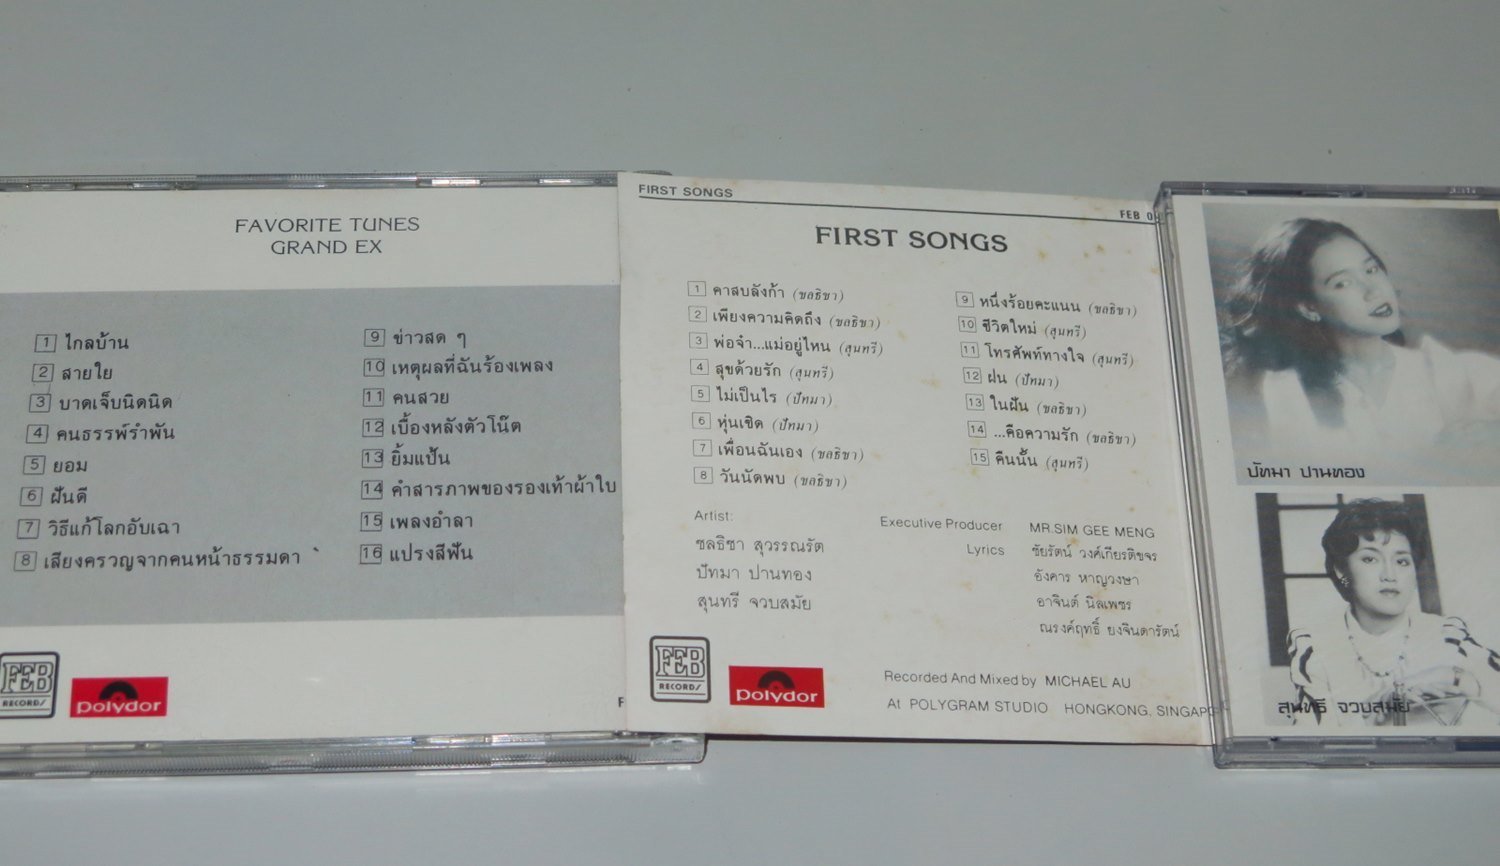 FAVORITE TUNES
GRAND EX
1 ไกลบ้าน
2 สายใย
3 บาดเจ็บนิดนิด
4 คนธรรพ์รำพัน
5 ยอม
6 ฝันดี
7 วิธีแก้โลกอับเฉา
8 เสียงครวญจากคนหน้าธรรมดา
9 ข่าวสด ๆ
10 เหตุผลที่ฉันร้องเพลง
11 คนสวย
12 เบื้องหลังตัวโน๊ต
13 ยิ้มแป้น
14 คำสารภาพของรองเท้าผ้าใบ
15 เพลงอำลา
16 แปรงสีฟัน
FEB
RECORDS
polydor
FIRST SONGS
FEB
FIRST SONGS
1 คาสบลังก้า (ชลธิชา)
2 เพียงความคิดถึง (ชลธิชา)
3 พ่อจ๋า...แม่อยู่ไหน (สุนทรี)
4 สุขด้วยรัก (สุนทรี)
5 ไม่เป็นไร (ปัทมา)
6 หุ่นเชิด (ปัทมา)
7 เพื่อนฉันเอง (ชลธิชา)
8 วันนัดพบ (ชลธิชา)
9 หนึ่งร้อยคะแนน (ชลธิชา)
10 ชีวิตใหม่ (สุนทรี)
11 โทรศัพท์ทางใจ (สุนทรี)
12 ฝน (ปัทมา)
13 ในฝัน (ชลธิชา)
14 ...คือความรัก (ชลธิชา)
15 คืนนั้น (สุนทรี)
Artist:
ชลธิชา สุวรรณรัต
ปัทมา ปานทอง
สุนทรี จวบสมัย
Executive Producer MR.SIM GEE MENG
Lyrics ชัยรัตน์ วงศ์เกียรติขจร
อังคาร หาญวงษา
อาจินต์ นิลเพชร
ณรงค์ฤทธิ์ ยงจินดารัตน์
Recorded And Mixed by MICHAEL AU
At POLYGRAM STUDIO HONGKONG,
FEB
RECORDS
polydor
ปัทมา ปานทอง
สุนทรี จวบสมัย